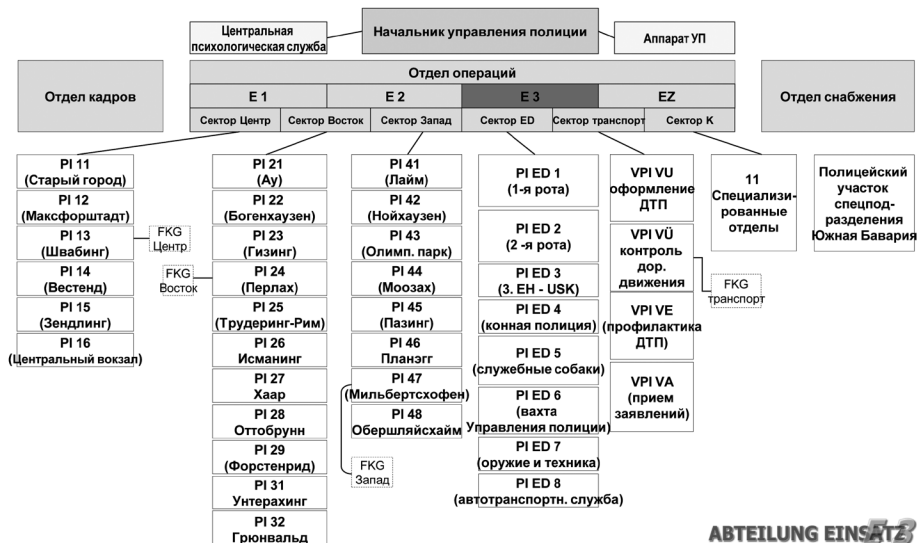 Центральная
психологическая служба
Начальник управления полиции
Аппарат УП
Отдел кадров
Отдел операций
Отдел снабжения
E 1
E 2
E 3
EZ
Сектор Центр
Сектор Восток
Сектор Запад
Сектор ED
Сектор транспорт
Сектор K
PI 11
(Старый город)
PI 12
(Максфорштадт)
PI 13
(Швабинг)
PI 14
(Вестенд)
PI 15
(Зендлинг)
PI 16
(Центральный вокзал)
FKG
Центр
FKG
Восток
PI 21
(Ау)
PI 22
(Богенхаузен)
PI 23
(Гизинг)
PI 24
(Перлах)
PI 25
(Трудеринг-Рим)
PI 26
Исманинг
PI 27
Хаар
PI 28
Оттобрунн
PI 29
(Форстенрид)
PI 31
Унтерахинг
PI 32
Грюнвальд
PI 41
(Лайм)
PI 42
(Нойхаузен)
PI 43
(Олимп. парк)
PI 44
(Моозах)
PI 45
(Пазинг)
PI 46
Планэгг
PI 47
(Мильбертсхофен)
PI 48
Обершляйсхайм
FKG
Запад
PI ED 1
(1-я рота)
PI ED 2
(2 -я рота)
PI ED 3
(3. EH - USK)
PI ED 4
(конная полиция)
PI ED 5
(служебные собаки)
PI ED 6
(вахта
Управления полиции)
PI ED 7
(оружие и техника)
PI ED 8
(автотранспортн. служба)
VPI VU
оформление
ДТП
VPI VÜ
контроль
дор.
движения
VPI VE
(профилактика
ДТП)
VPI VA
(прием
заявлений)
FKG
транспорт
11
Специализи-
рованные
отделы
Полицейский
участок
спецпод-
разделения
Южная Бавария
ABTEILUNG EINSATZ
E 3